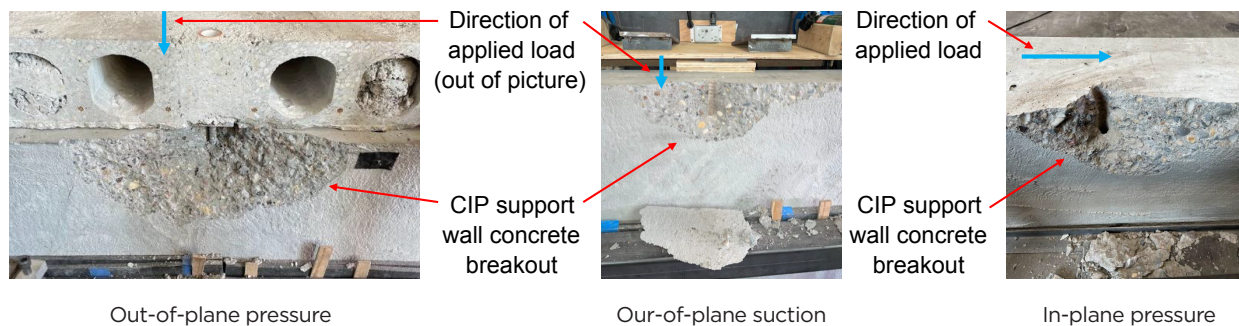 Direction of
applied load
(out of picture)
CIP support
wall concrete
breakout
Direction of
applied load
CIP support
wall concrete
breakout
Out-of-plane pressure
Our-of-plane suction
In-plane pressure